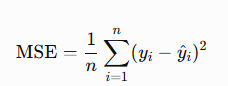 MSE = \frac{1}{n} \sum_{i=1}^{n} (y_i - \hat{y}_i)^2